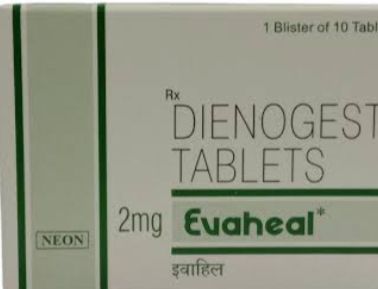 1 Blister of 10 Tabl
Rx
DIENOGEST
TABLETS
2mg Evaheal*
NEON
इवाहिल